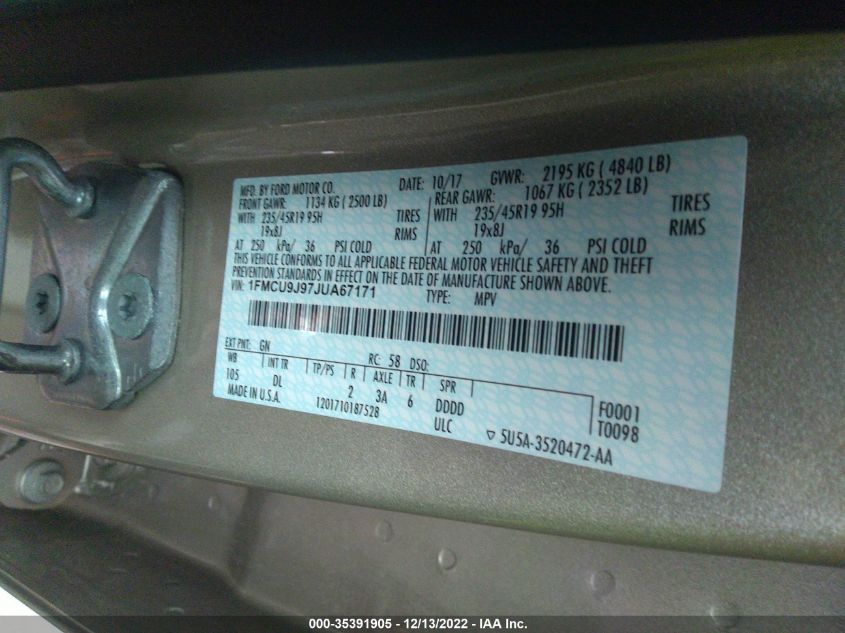 MFD. BY FORD MOTOR CO. DATE: 10/17 GVWR: 2195 KG ( 4840 LB)
FRONT GAWR: 1134 KG ( 2500 LB) REAR GAWR: 1067 KG ( 2352 LB)
WITH 235/45R19 95H TIRES WITH 235/45R19 95H TIRES
19x8J RIMS 19x8J RIMS
AT 250 kPa/ 36 PSI COLD AT 250 kPa/ 36 PSI COLD
THIS VEHICLE CONFORMS TO ALL APPLICABLE FEDERAL MOTOR VEHICLE SAFETY AND THEFT
PREVENTION STANDARDS IN EFFECT ON THE DATE OF MANUFACTURE SHOWN ABOVE.
VIN: 1FMCU9J97JUA67171 TYPE: MPV
EXT PNT: GN RC: 58 DSO:
WB INT TR TP/PS R AXLE TR SPR
105 DL 2 3A 6 DDDD F0001
MADE IN U.S.A. 1201710187528 ULC T0098
▽ 5U5A-3520472-AA
000-35391905 - 12/13/2022 - IAA Inc.